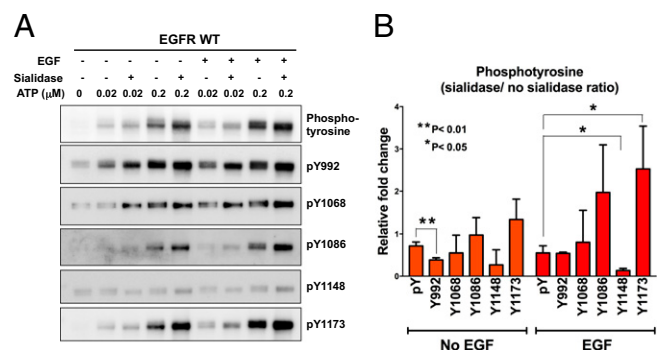 A
EGFR WT
EGF - - - - - + + + +
Sialidase - - + - + - + - +
ATP (μM) 0 0.02 0.02 0.2 0.2 0.02 0.02 0.2 0.2
Phospho-
tyrosine
pY992
pY1068
pY1086
pY1148
pY1173
B
Phosphotyrosine
(sialidase/ no sialidase ratio)
Relative fold change
4
3
2
1
0
**P< 0.01
*P< 0.05
**
*
*
pY Y992 Y1068 Y1086 Y1148 Y1173 pY Y992 Y1068 Y1086 Y1148 Y1173
No EGF EGF